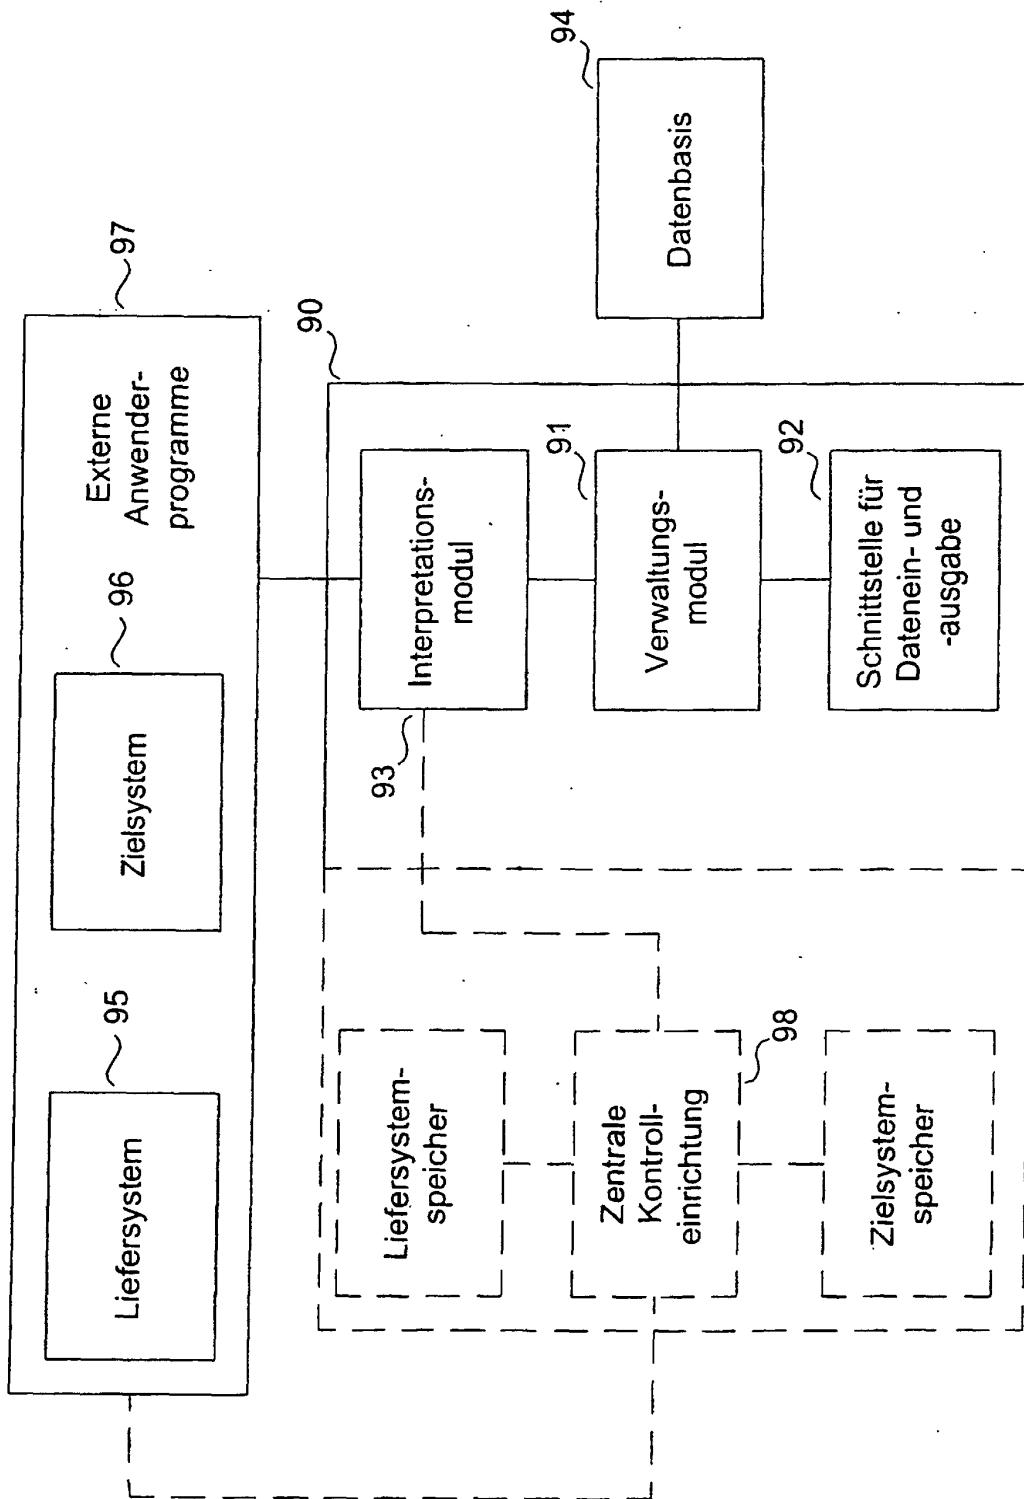 97
Externe
Anwender-
programme
95
Liefersystem
96
Zielsystem
90
93
Interpretations-
modul
91
Verwaltungs-
modul
94
Datenbasis
92
Schnittstelle für
Datenein- und
-ausgabe
Liefersystem-
speicher
Zentrale
Kontroll-
einrichtung
98
Zielsystem-
speicher